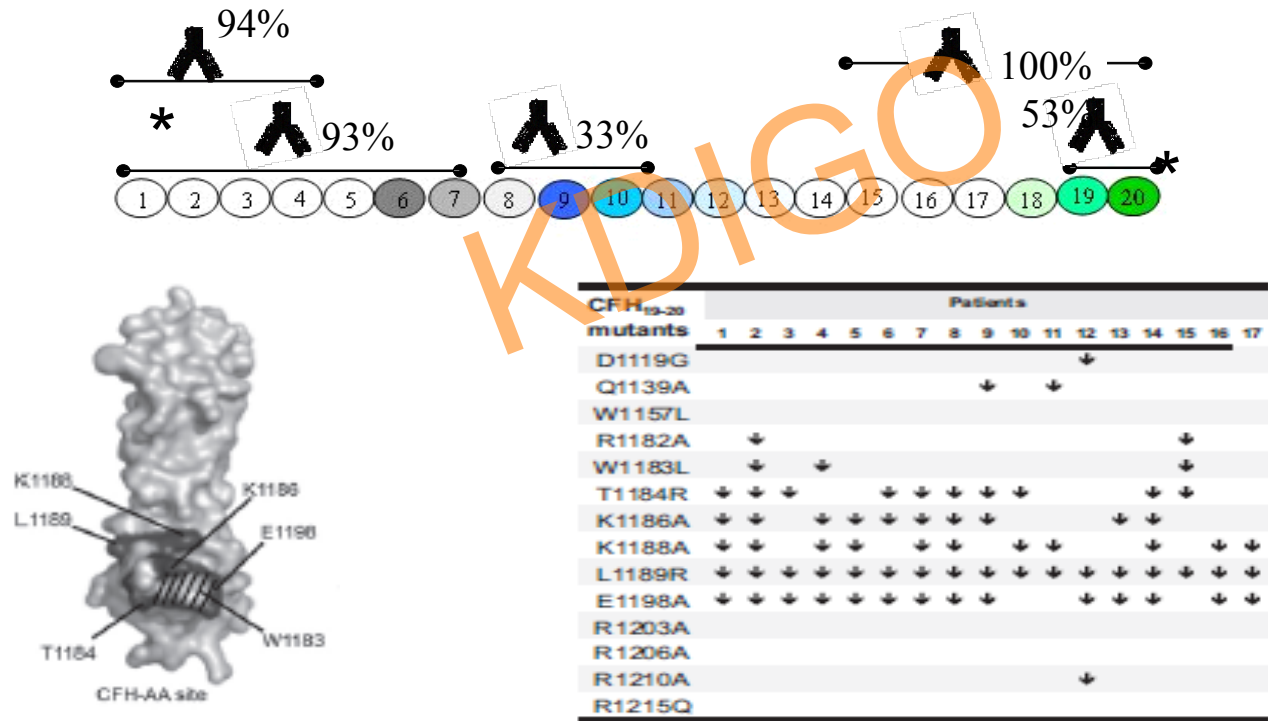 94%
100%
*
93%
33%
53%
*
1 2 3 4 5 6 7 8 9 10 11 12 13 14 15 16 17 18 19 20
KDIGO
K1188
L1189
K1186
E1198
T1184
W1183
CFH-AA site
CFH19-20 Patients
mutants 1 2 3 4 5 6 7 8 9 10 11 12 13 14 15 16 17
D1119G
Q1139A
W1157L
R1182A
W1183L
T1184R
K1186A
K1188A
L1189R
E1198A
R1203A
R1206A
R1210A
R1215Q